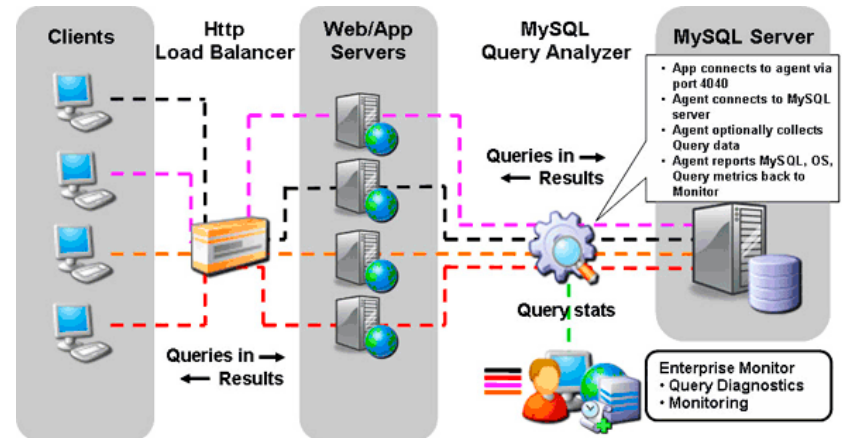 Clients
Http
Load Balancer
Web/App
Servers
MySQL
Query Analyzer
MySQL Server
• App connects to agent via
port 4040
• Agent connects to MySQL
server
• Agent optionally collects
Query data
• Agent reports MySQL, OS,
Query metrics back to
Monitor
Queries in →
← Results
Query stats
Queries in →
← Results
Enterprise Monitor
• Query Diagnostics
• Monitoring